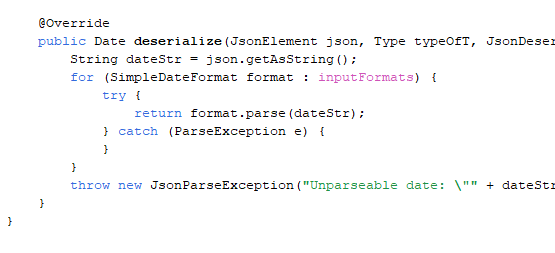 @Override
public Date deserialize(JsonElement json, Type typeOfT, JsonDeser
String dateStr = json.getAsString();
for (SimpleDateFormat format : inputFormats) {
try {
return format.parse(dateStr);
} catch (ParseException e) {
}
}
throw new JsonParseException("Unparseable date: \"" + dateStr
}
}